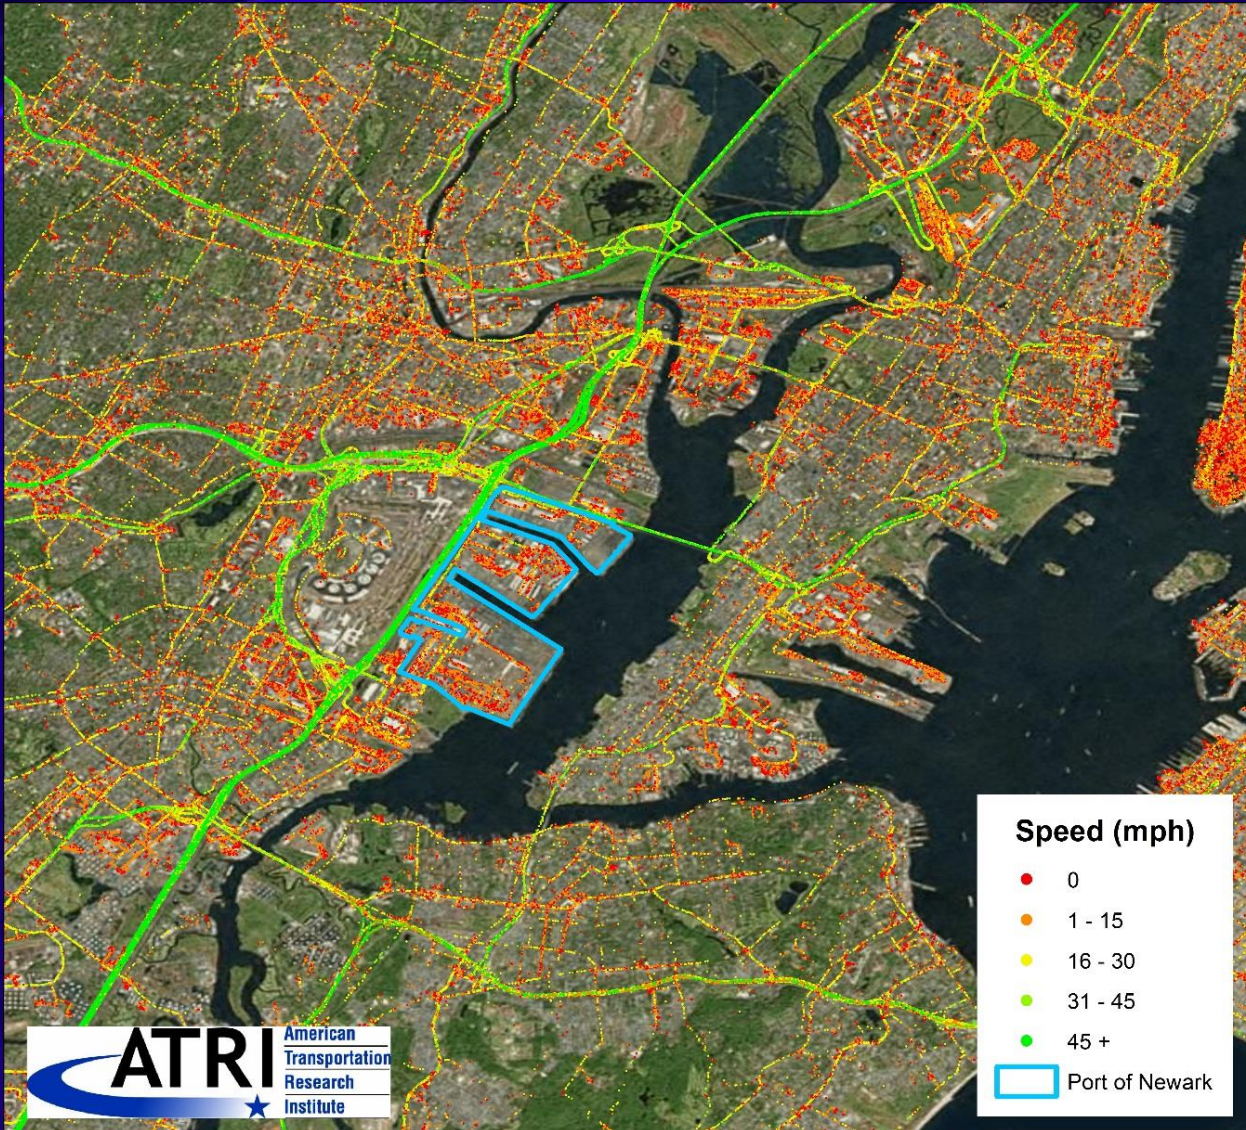 Speed (mph)
0
1 - 15
16 - 30
31 - 45
45 +
Port of Newark
ATRI
American
Transportation
Research
Institute